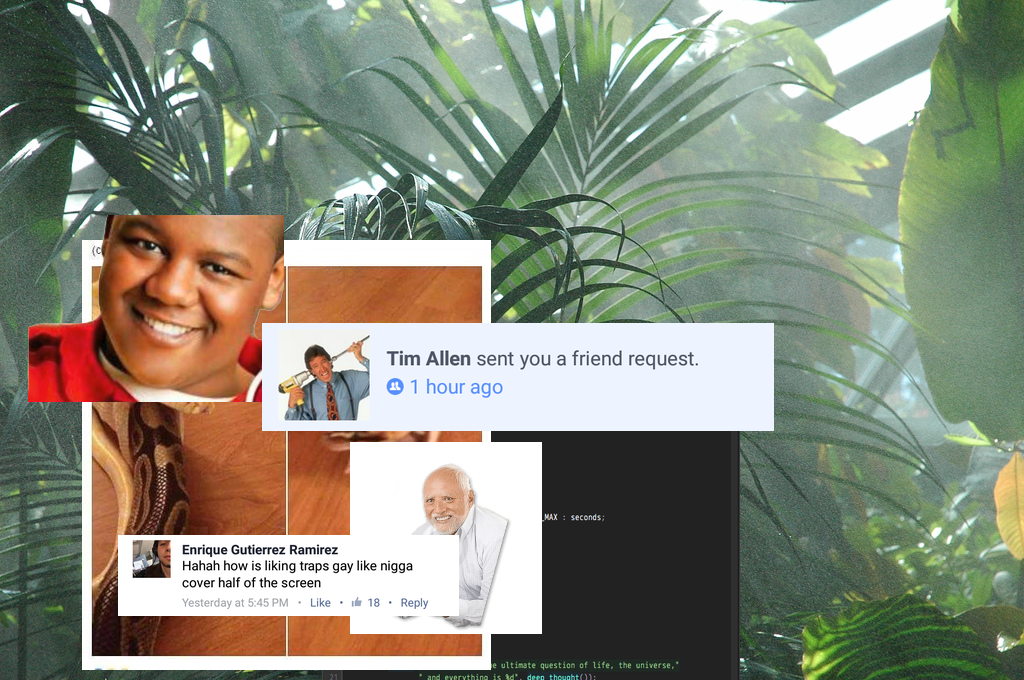 (c
Tim Allen sent you a friend request.
1 hour ago
_MAX : seconds;
Enrique Gutierrez Ramirez
Hahah how is liking traps gay like nigga
cover half of the screen
Yesterday at 5:45 PM • Like • 18 • Reply
e ultimate question of life, the universe,"
21
" and everything is %d", deep_thought());